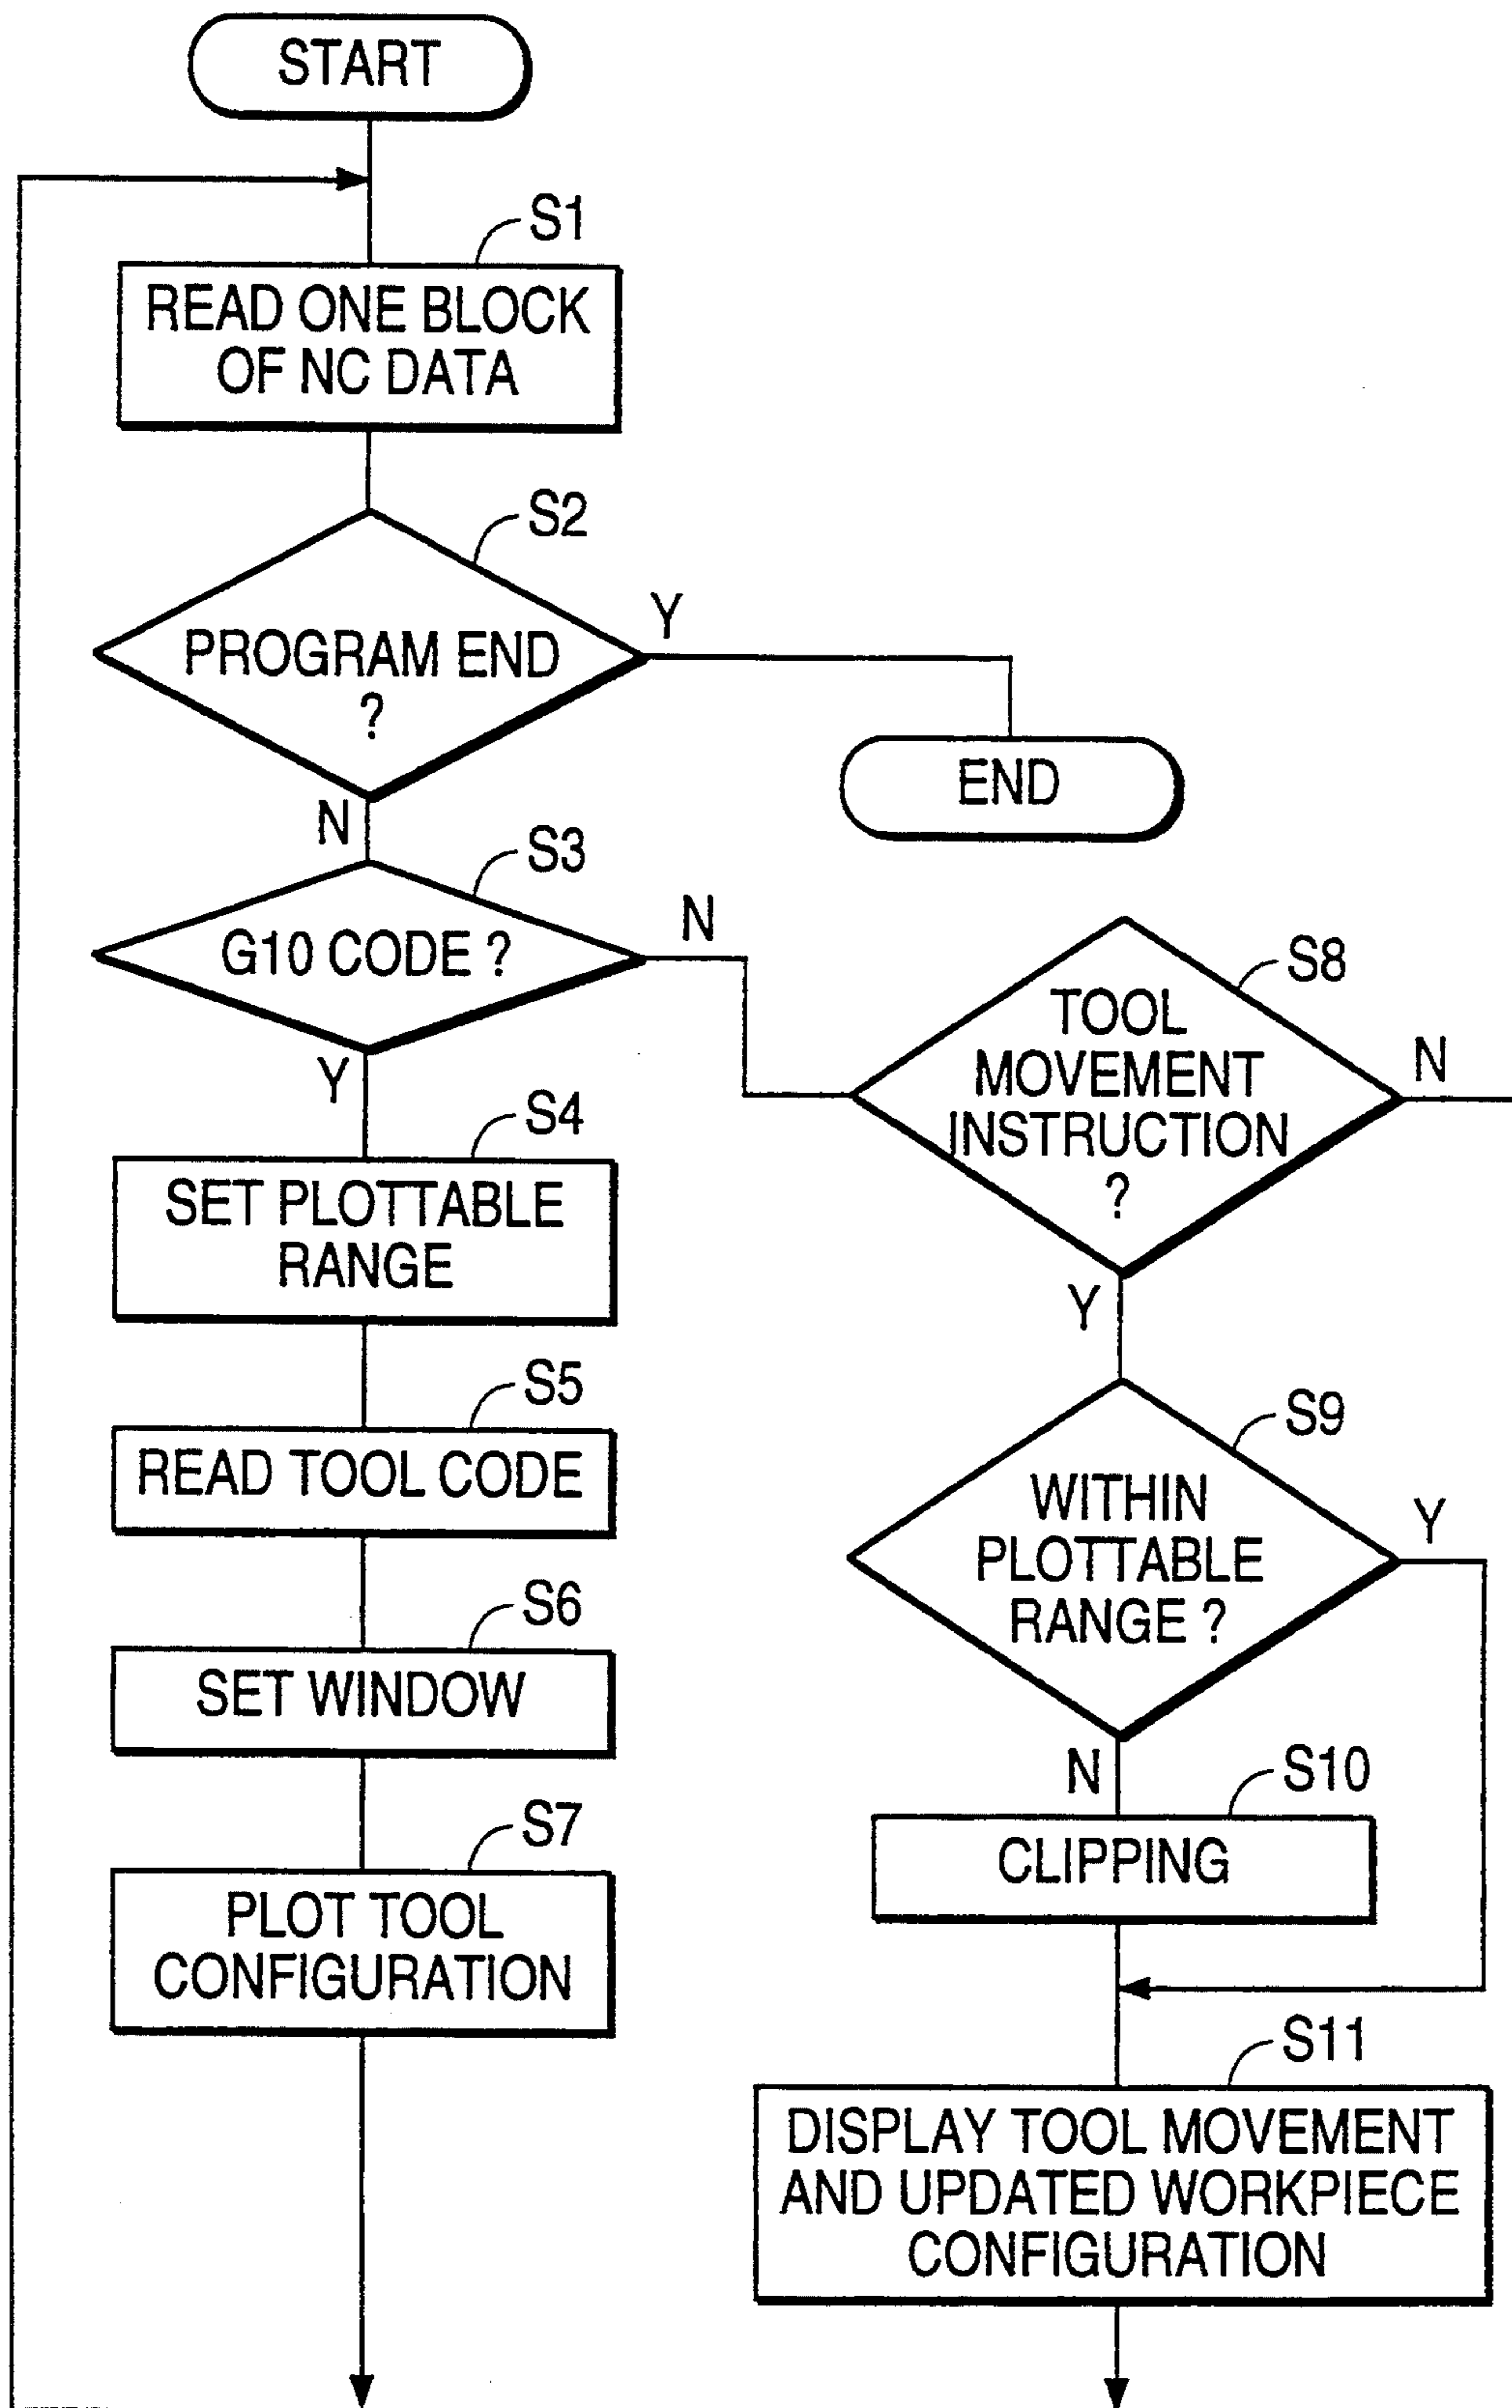 START
S1
READ ONE BLOCK
OF NC DATA
S2
PROGRAM END
?
Y
END
N
S3
G10 CODE ?
N
Y
S4
SET PLOTTABLE
RANGE
S5
READ TOOL CODE
S6
SET WINDOW
S7
PLOT TOOL
CONFIGURATION
S8
TOOL
MOVEMENT
INSTRUCTION
?
N
Y
S9
WITHIN
PLOTTABLE
RANGE ?
Y
N
S10
CLIPPING
S11
DISPLAY TOOL MOVEMENT
AND UPDATED WORKPIECE
CONFIGURATION